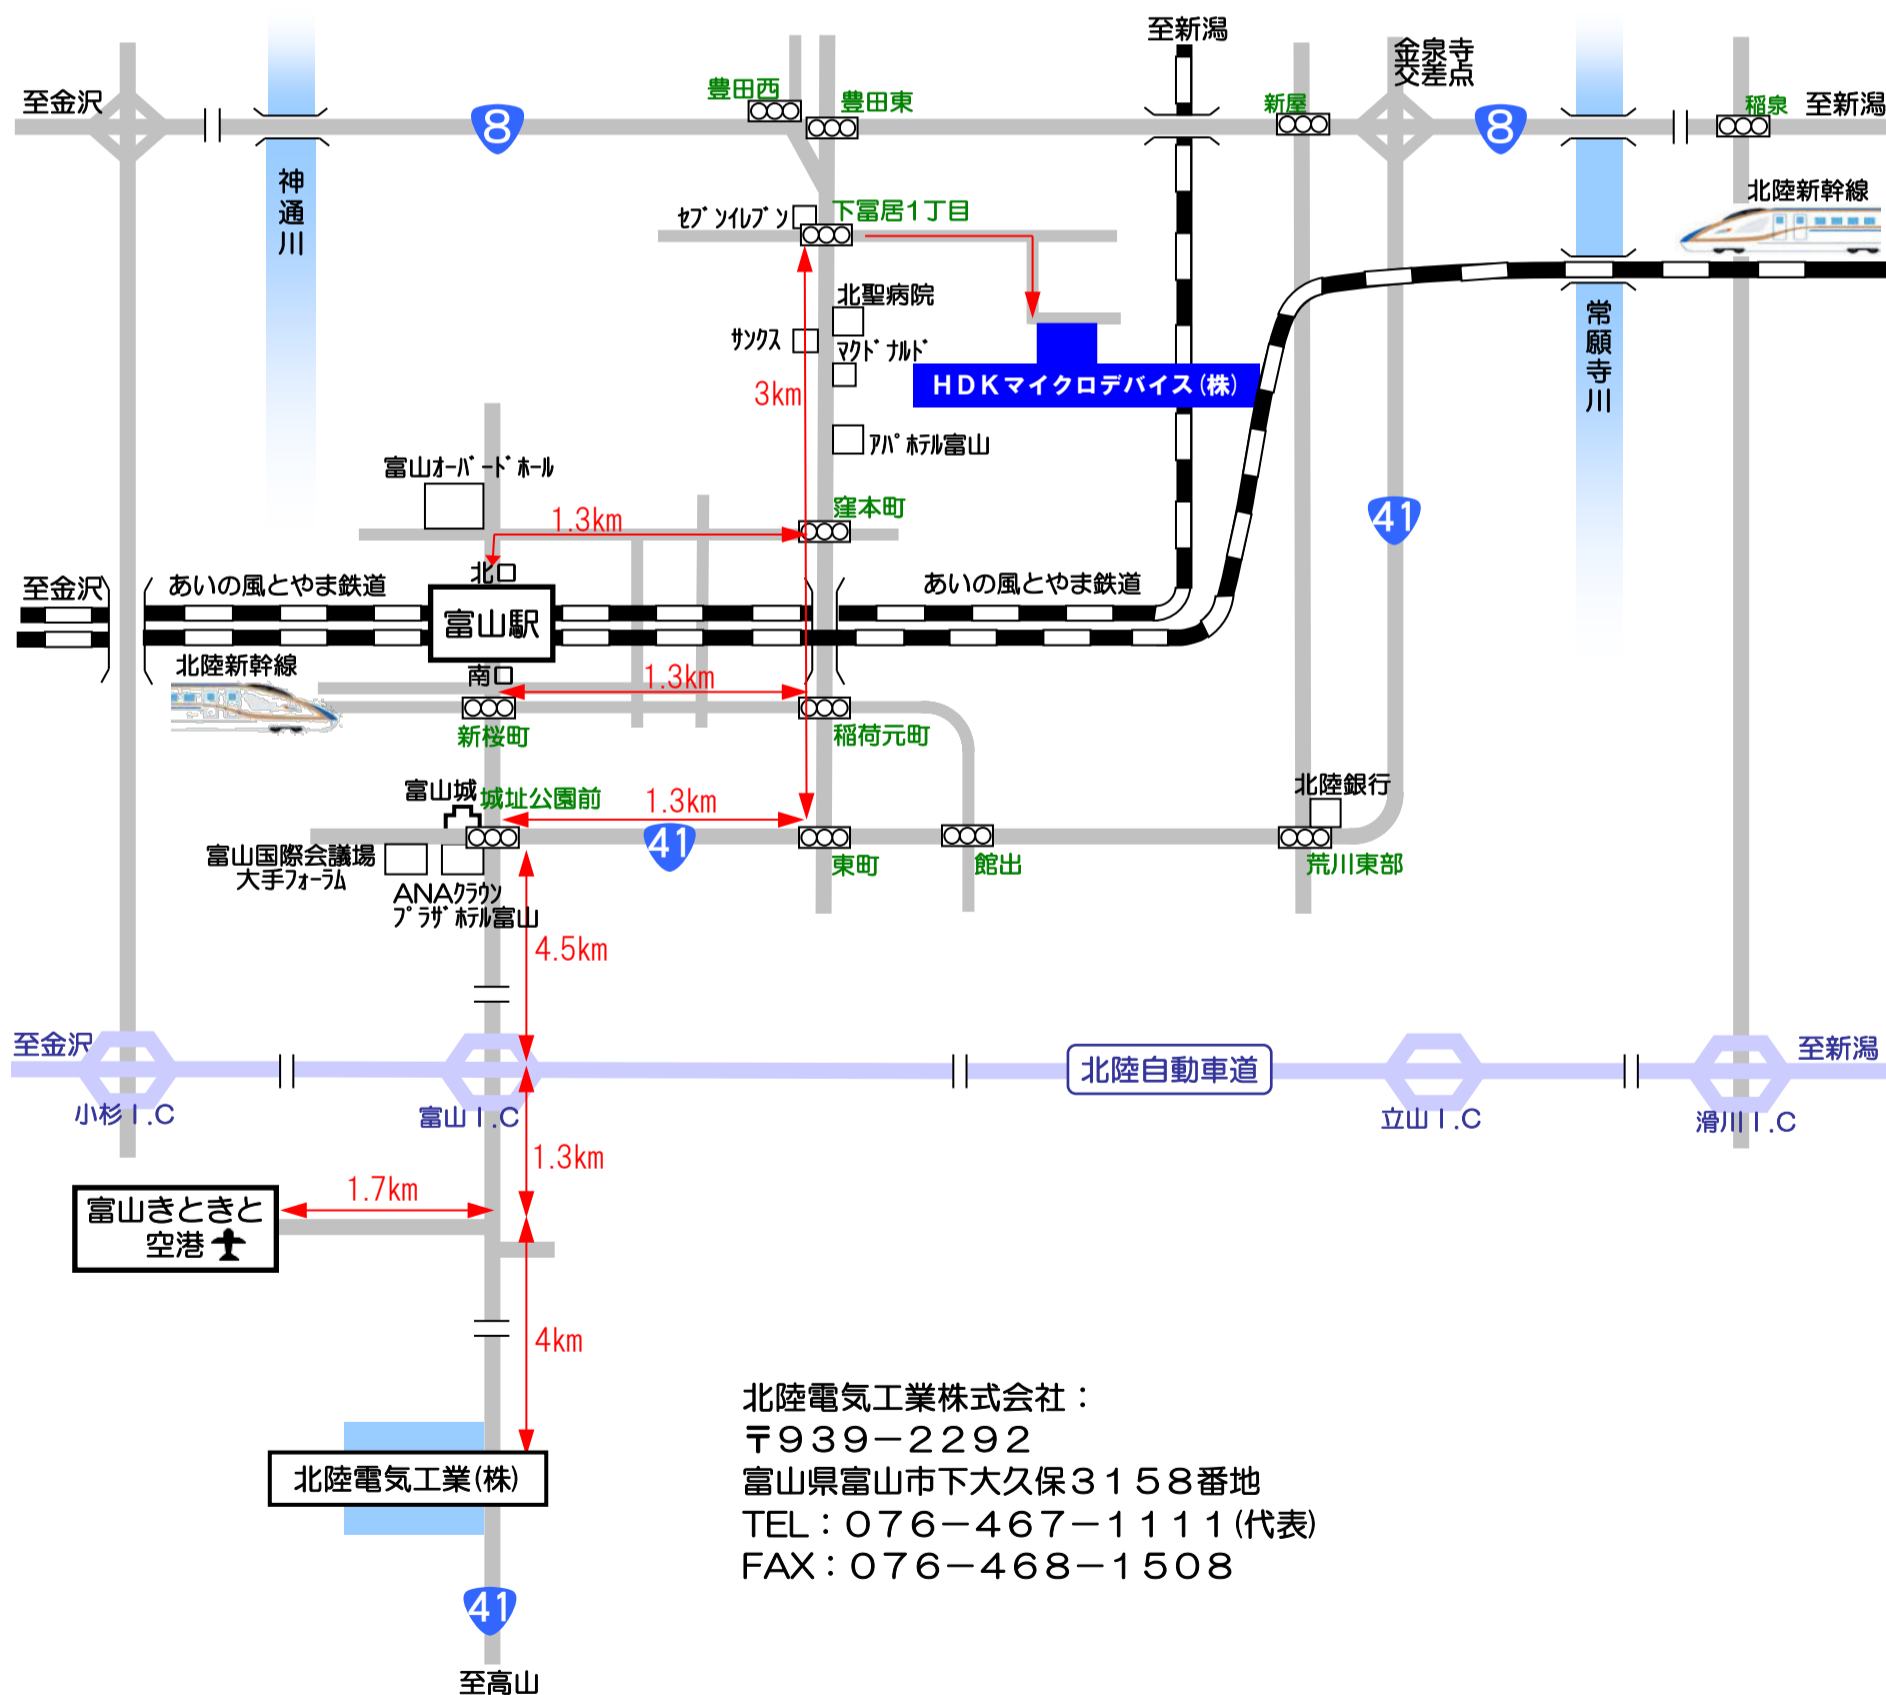 至新潟
金泉寺
交差点
至金沢
8
豊田西
豊田東
新屋
8
稲泉
至新潟
神通川
北陸新幹線
ｾﾌﾞﾝｲﾚﾌﾞﾝ
下冨居1丁目
北聖病院
ｻﾝｸｽ
ﾏｸﾄﾞﾅﾙﾄﾞ
常願寺川
3km
HDKマイクロデバイス(株)
ｱﾊﾟﾎﾃﾙ富山
富山ｵｰﾊﾞｰﾄﾞﾎｰﾙ
1.3km
窪本町
41
北口
至金沢
あいの風とやま鉄道
あいの風とやま鉄道
富山駅
北陸新幹線
南口
1.3km
新桜町
稲荷元町
富山城
城址公園前
1.3km
北陸銀行
41
富山国際会議場
大手ﾌｫｰﾗﾑ
東町
館出
荒川東部
ANAｸﾗｳﾝ
ﾌﾟﾗｻﾞﾎﾃﾙ富山
4.5km
至金沢
北陸自動車道
至新潟
小杉I.C
富山I.C
立山I.C
滑川I.C
1.3km
1.7km
富山きときと
空港
4km
北陸電気工業(株)
北陸電気工業株式会社：
〒939－2292
富山県富山市下大久保3158番地
TEL：076－467－1111(代表)
FAX：076－468－1508
41
至高山